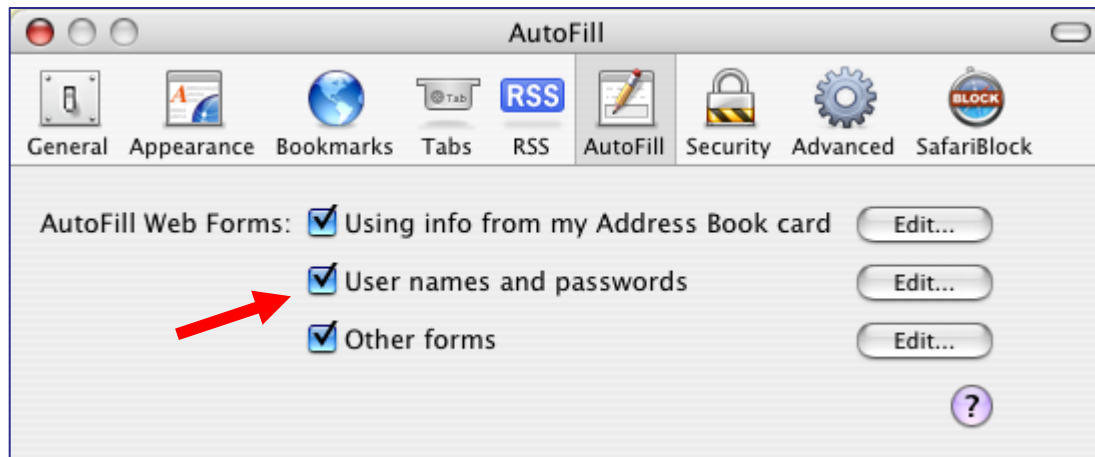 AutoFill
Tab
RSS
BLOCK
General Appearance Bookmarks Tabs RSS AutoFill Security Advanced SafariBlock
AutoFill Web Forms: Using info from my Address Book card Edit...
User names and passwords Edit...
Other forms Edit...
?